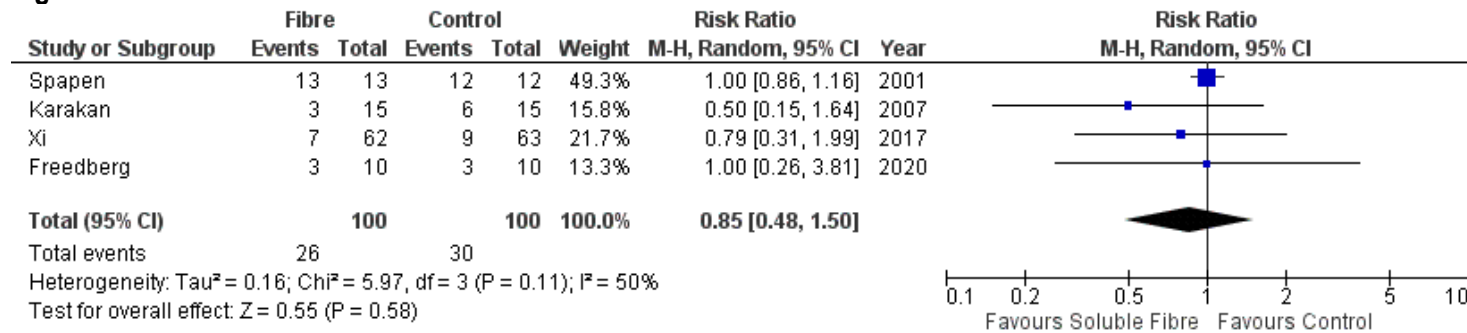 Fibre Control Risk Ratio Risk Ratio
Study or Subgroup Events Total Events Total Weight M-H, Random, 95% CI Year M-H, Random, 95% CI
Spapen 13 13 12 12 49.3% 1.00 [0.86, 1.16] 2001
Karakan 3 15 6 15 15.8% 0.50 [0.15, 1.64] 2007
Xi 7 62 9 63 21.7% 0.79 [0.31, 1.99] 2017
Freedberg 3 10 3 10 13.3% 1.00 [0.26, 3.81] 2020
Total (95% CI) 100 100 100.0% 0.85 [0.48, 1.50]
Total events 26 30
Heterogeneity: Tau² = 0.16; Chi² = 5.97, df = 3 (P = 0.11); I² = 50%
Test for overall effect: Z = 0.55 (P = 0.58)
0.1 0.2 0.5 1 2 5 10
Favours Soluble Fibre Favours Control